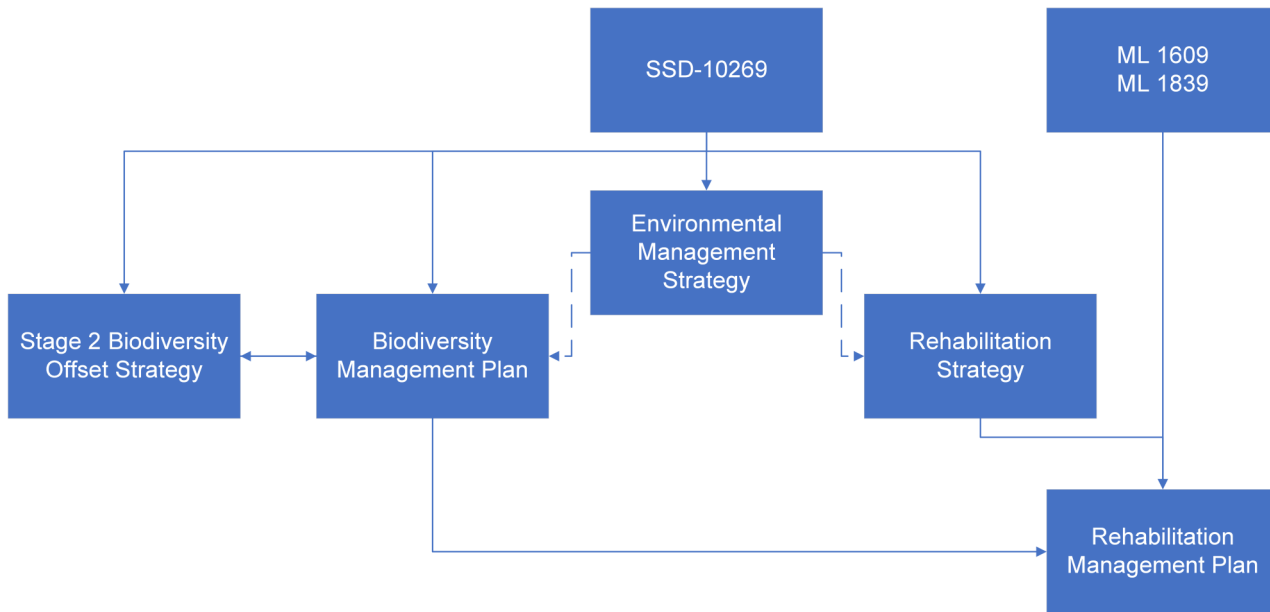 SSD-10269
ML 1609
ML 1839
Environmental
Management
Strategy
Stage 2 Biodiversity
Offset Strategy
Biodiversity
Management Plan
Rehabilitation
Strategy
Rehabilitation
Management Plan